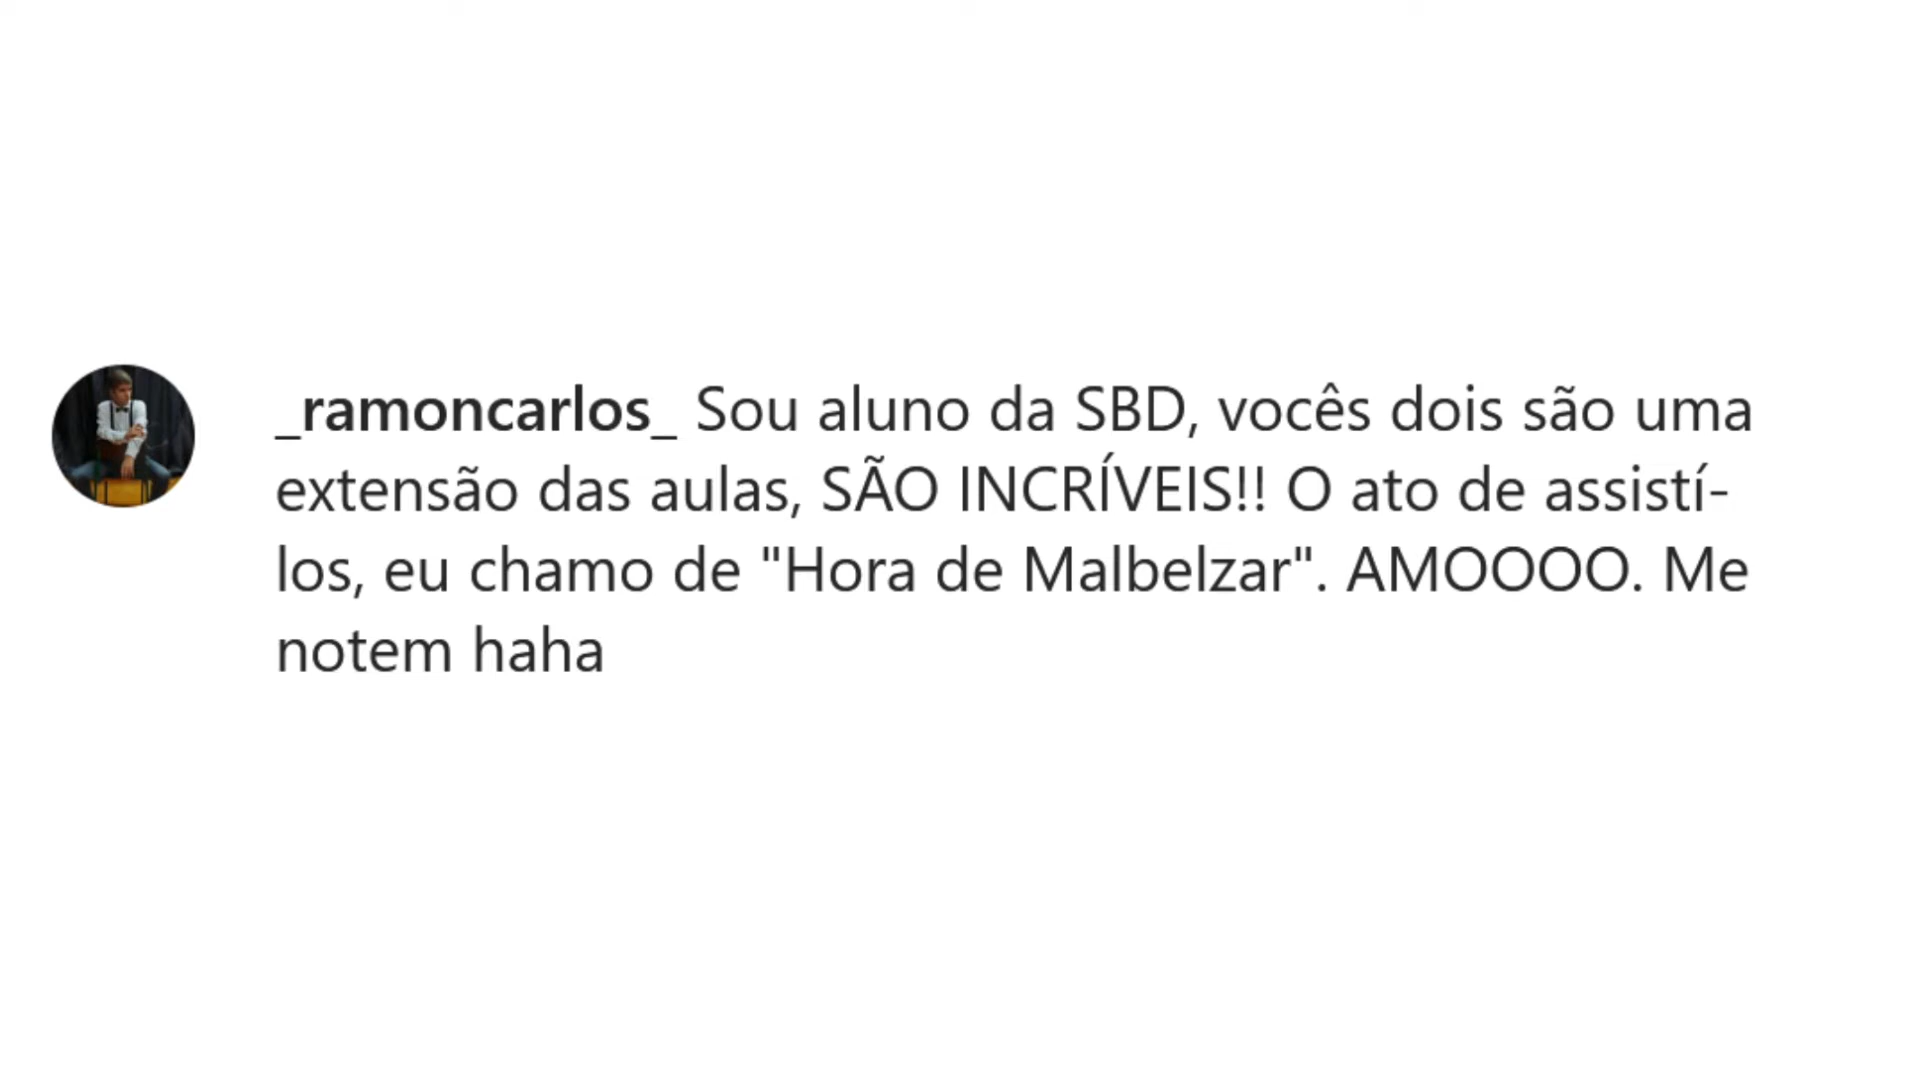 _ramoncarlos_ Sou aluno da SBD, vocês dois são uma
extensão das aulas, SÃO INCRÍVEIS!! O ato de assistí-
los, eu chamo de "Hora de Malbelzar". AMOOOO. Me
notem haha